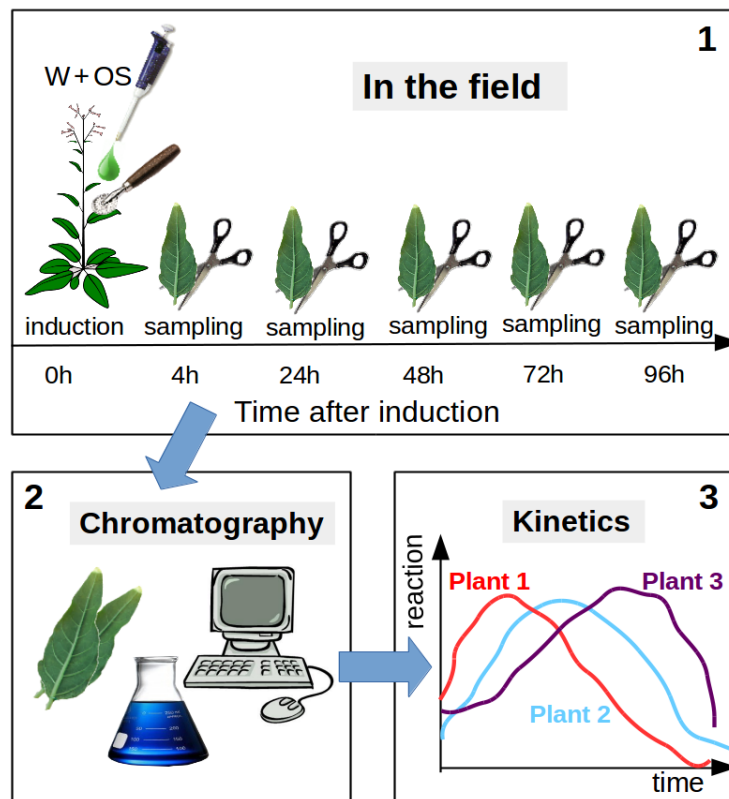 1
W + OS
In the field
induction sampling sampling sampling sampling sampling
0h 4h 24h 48h 72h 96h
Time after induction
2
Chromatography
3
Kinetics
reaction
Plant 1
Plant 3
Plant 2
time